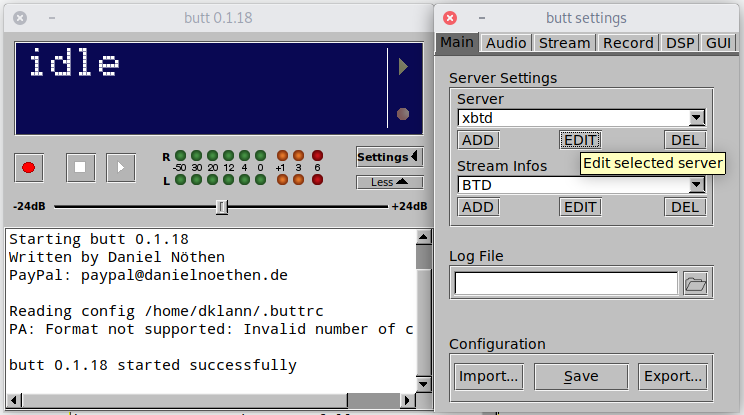 butt 0.1.18
idle
R
-50 30 20 12 4 0 +1 3 6
L
Settings
Less
-24dB
+24dB
Starting butt 0.1.18
Written by Daniel Nöthen
PayPal: paypal@danielnoethen.de
Reading config /home/dklann/.buttrc
PA: Format not supported: Invalid number of c
butt 0.1.18 started successfully
butt settings
Main Audio Stream Record DSP GUI
Server Settings
Server
xbtd
ADD EDIT DEL
Edit selected server
Stream Infos
BTD
ADD EDIT DEL
Log File
Configuration
Import... Save Export...